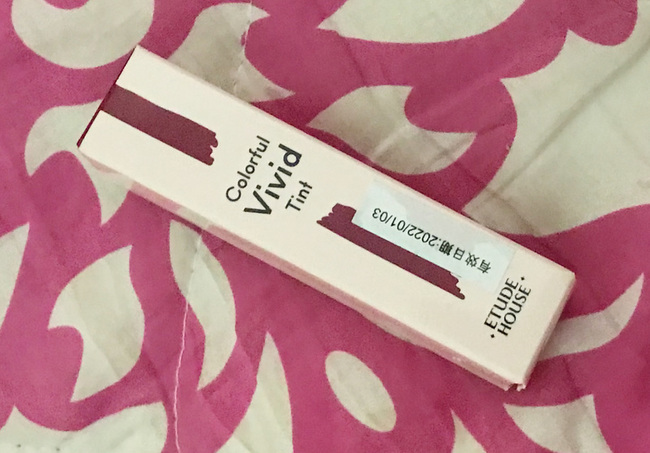 Colorful
Vivid
Tint
有效日期:2022/01/03
ETUDE
HOUSE